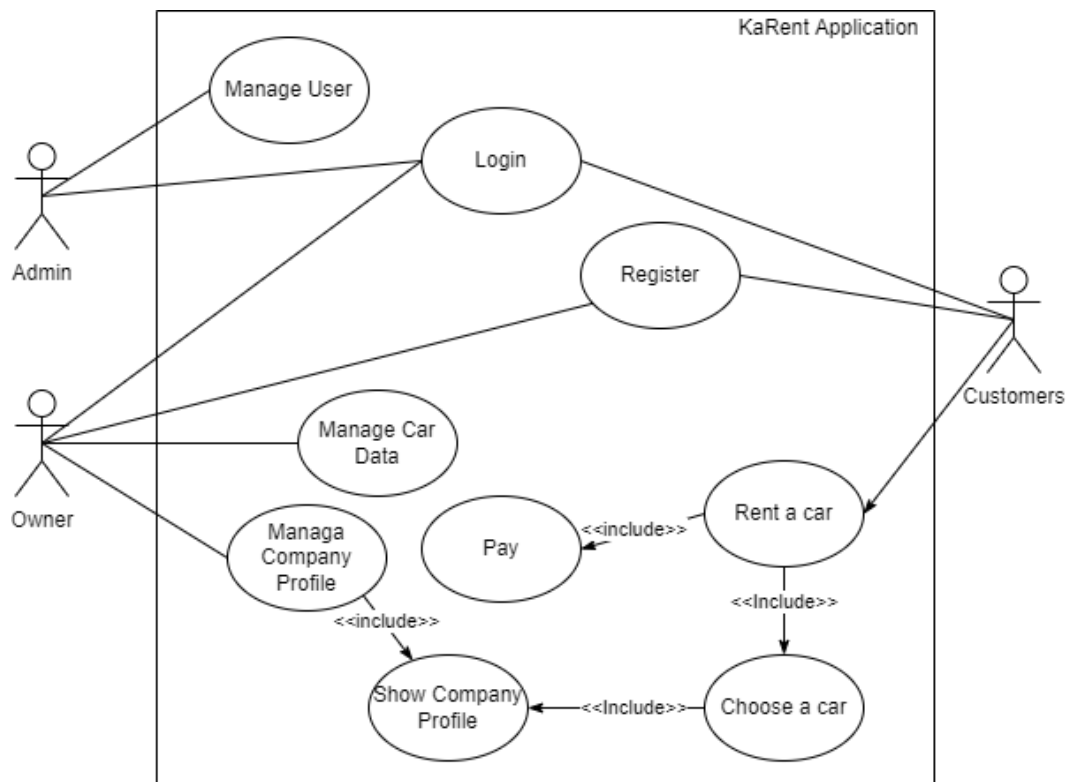 KaRent Application
Manage User
Login
Admin
Register
Customers
Manage Car
Data
Owner
Managa
Company
Profile
Pay
<<include>>
Rent a car
<<include>>
<<Include>>
Show Company
Profile
<<Include>>
Choose a car